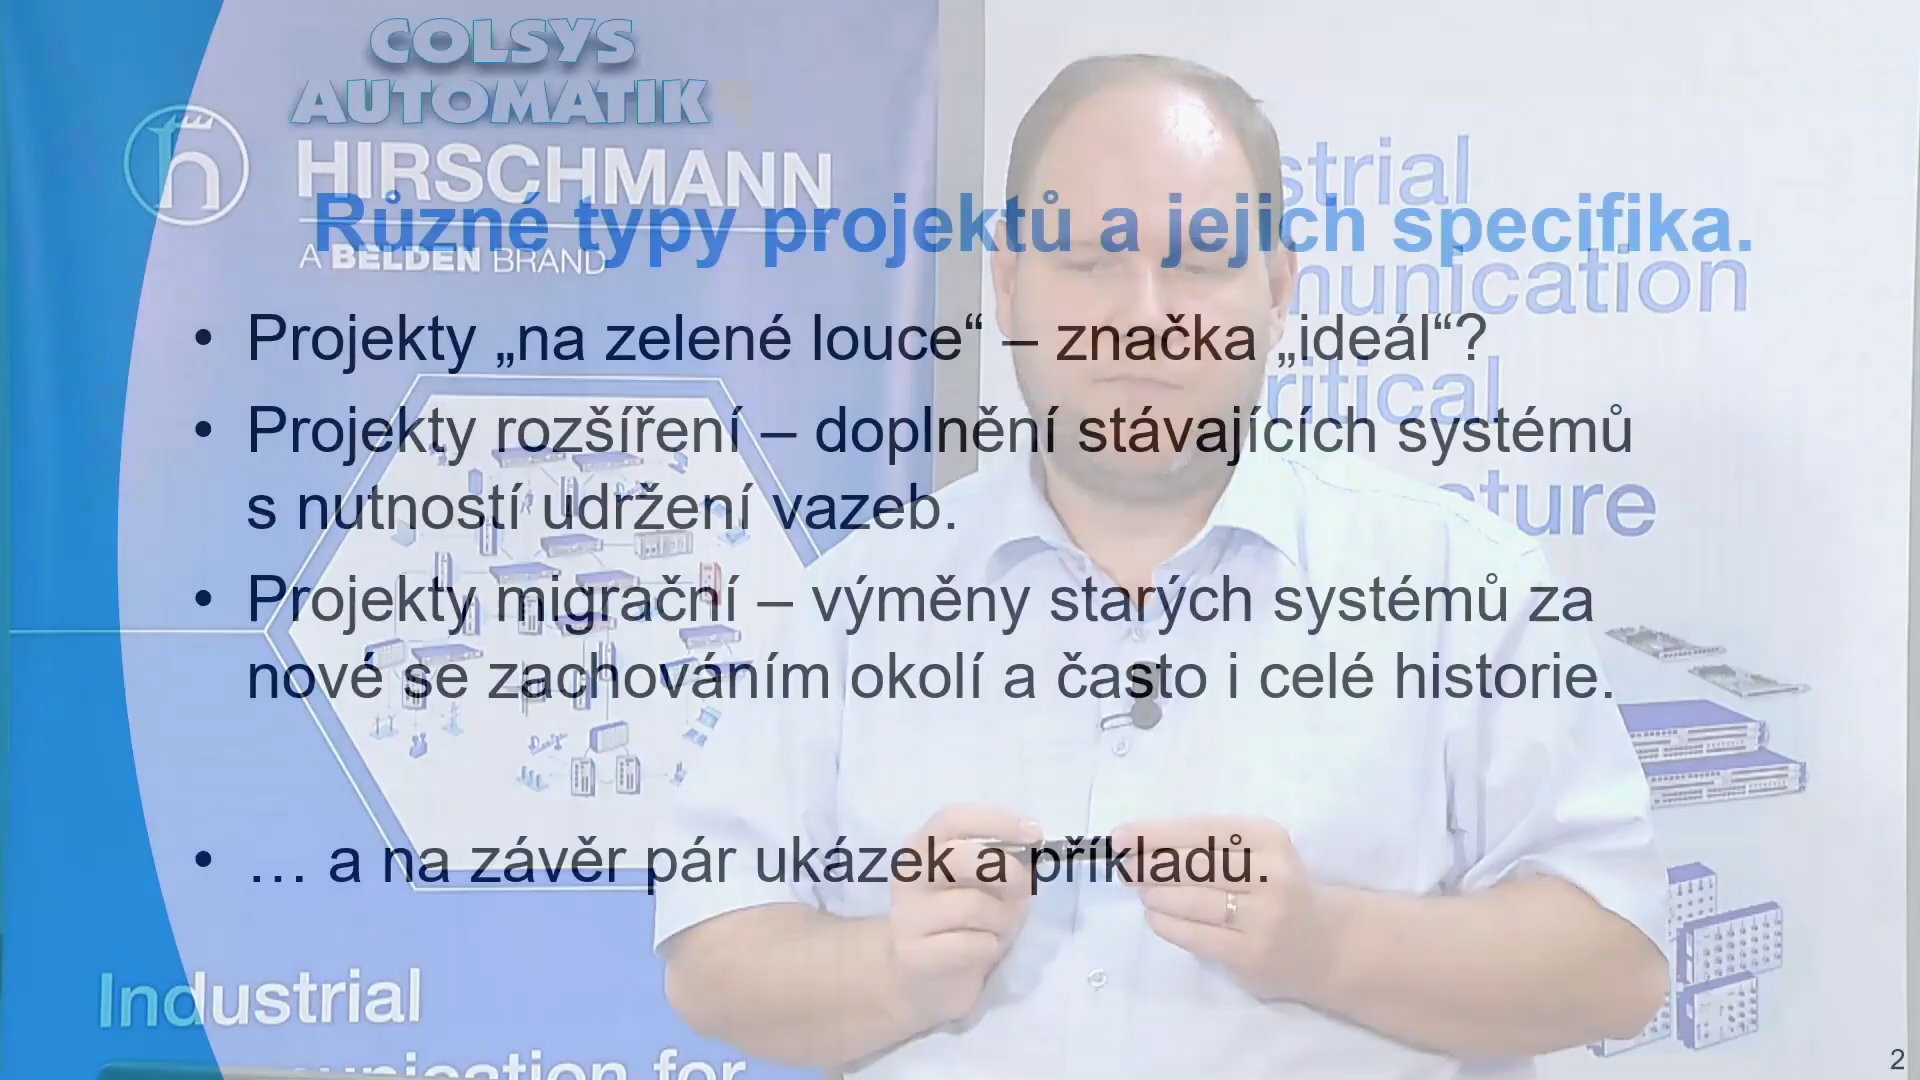 COLSYS
AUTOMATIK
HIRSCHMANN
A BELDEN BRAND
Různé typy projektů a jejich specifika.
• Projekty „na zelené louce“ – značka „ideál“?
• Projekty rozšíření – doplnění stávajících systémů
s nutností udržení vazeb.
• Projekty migrační – výměny starých systémů za
nové se zachováním okolí a často i celé historie.
• … a na závěr pár ukázek a příkladů.
Industrial
for
2